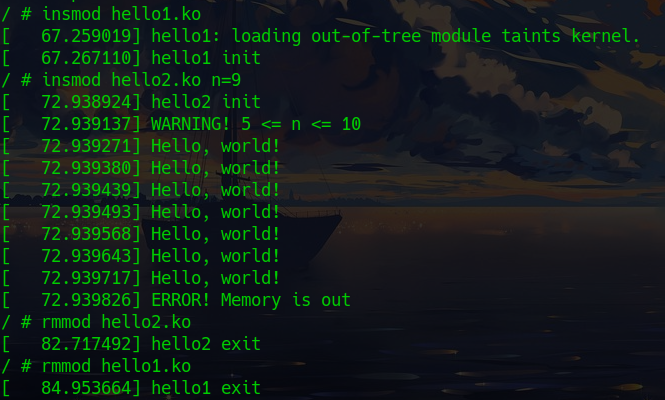 / # insmod hello1.ko
[   67.259019] hello1: loading out-of-tree module taints kernel.
[   67.267110] hello1 init
/ # insmod hello2.ko n=9
[   72.938924] hello2 init
[   72.939137] WARNING! 5 <= n <= 10
[   72.939271] Hello, world!
[   72.939380] Hello, world!
[   72.939439] Hello, world!
[   72.939493] Hello, world!
[   72.939568] Hello, world!
[   72.939643] Hello, world!
[   72.939717] Hello, world!
[   72.939826] ERROR! Memory is out
/ # rmmod hello2.ko
[   82.717492] hello2 exit
/ # rmmod hello1.ko
[   84.953664] hello1 exit